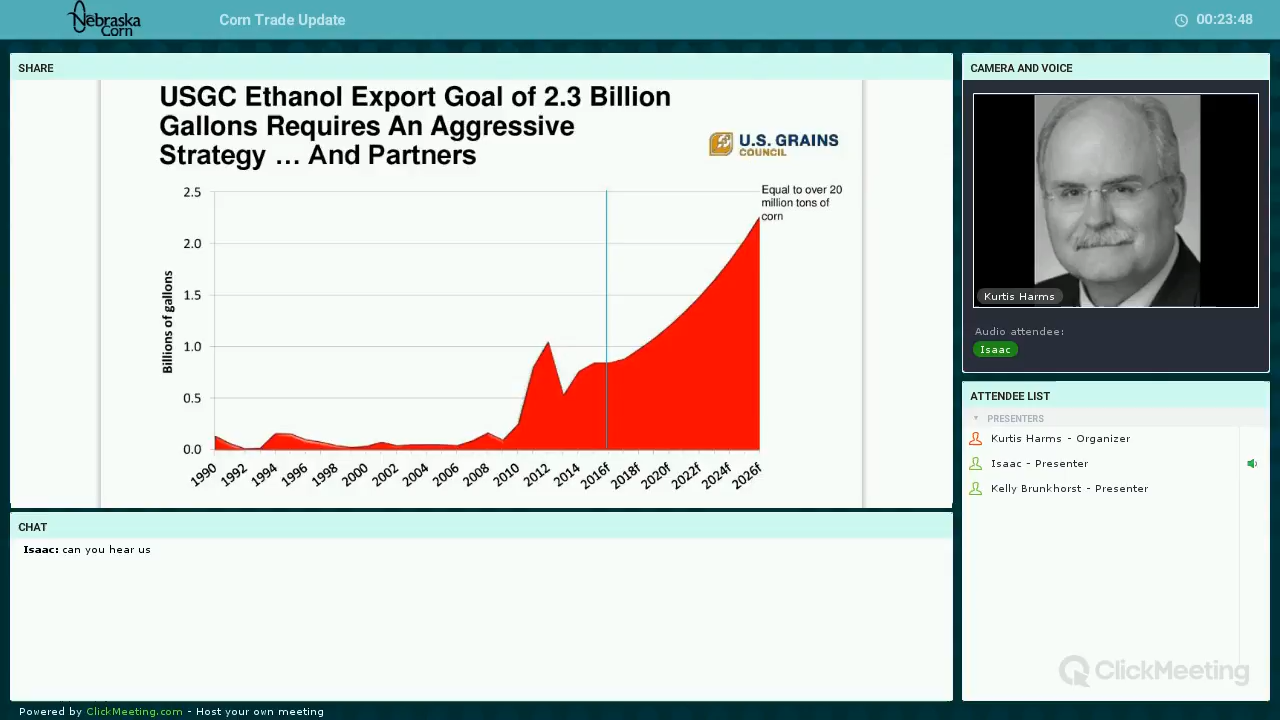 Nebraska
Corn
Corn Trade Update
00:23:48
SHARE
USGC Ethanol Export Goal of 2.3 Billion
Gallons Requires An Aggressive
Strategy … And Partners
U.S. GRAINS
COUNCIL
Equal to over 20
million tons of
corn
Billions of gallons
2.5
2.0
1.5
1.0
0.5
0.0
1990 1992 1994 1996 1998 2000 2002 2004 2006 2008 2010 2012 2014 2016f 2018f 2020f 2022f 2024f 2026f
CAMERA AND VOICE
Kurtis Harms
Audio attendee:
Isaac
ATTENDEE LIST
PRESENTERS
Kurtis Harms - Organizer
Isaac - Presenter
Kelly Brunkhorst - Presenter
CHAT
Isaac: can you hear us
ClickMeeting
Powered by ClickMeeting.com - Host your own meeting